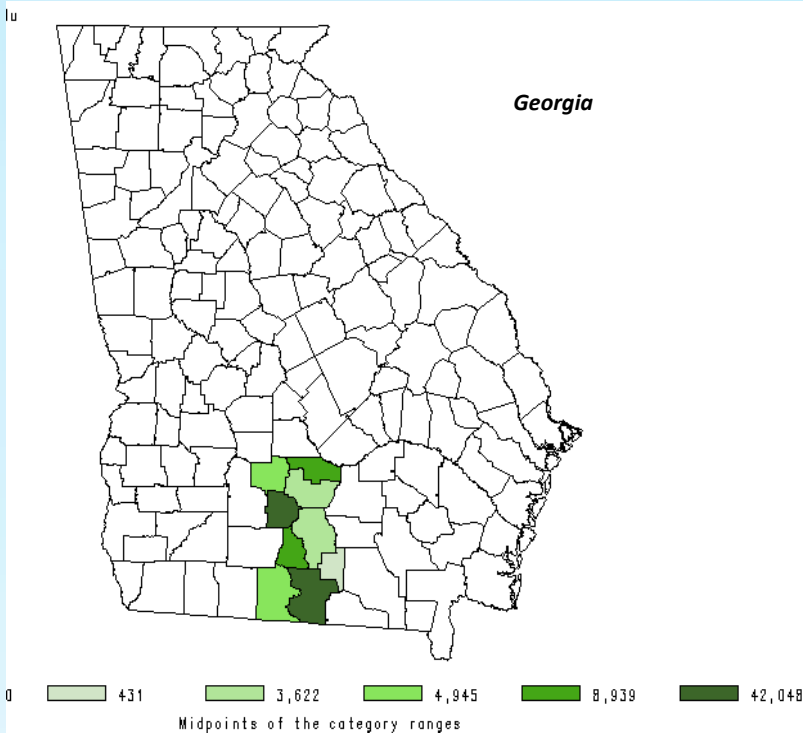 lu
Georgia
0 431 3,622 4,945 8,939 42,048
Midpoints of the category ranges